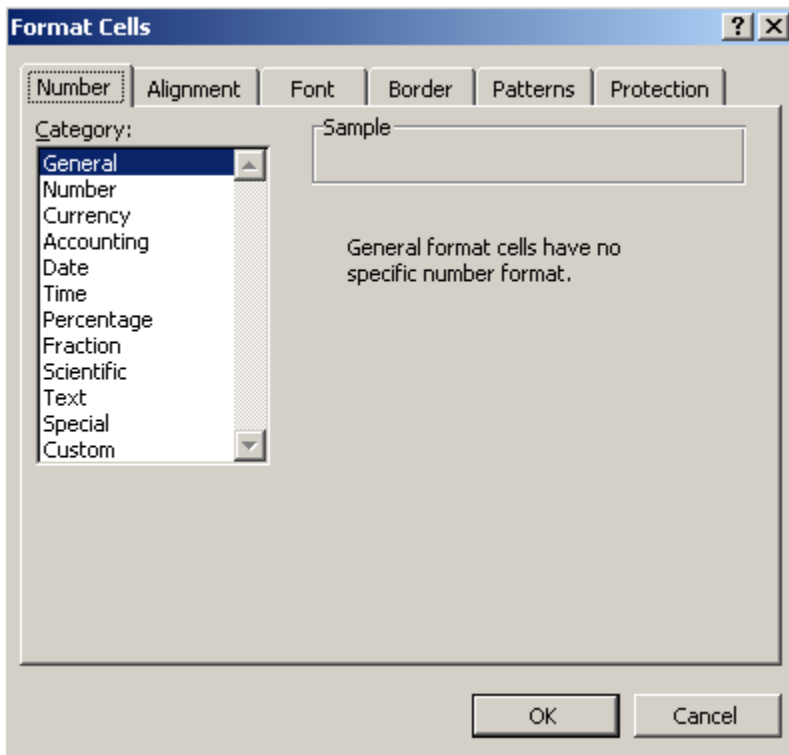 Format Cells
Number Alignment Font Border Patterns Protection
Category:
General
Number
Currency
Accounting
Date
Time
Percentage
Fraction
Scientific
Text
Special
Custom
Sample
General format cells have no
specific number format.
OK Cancel